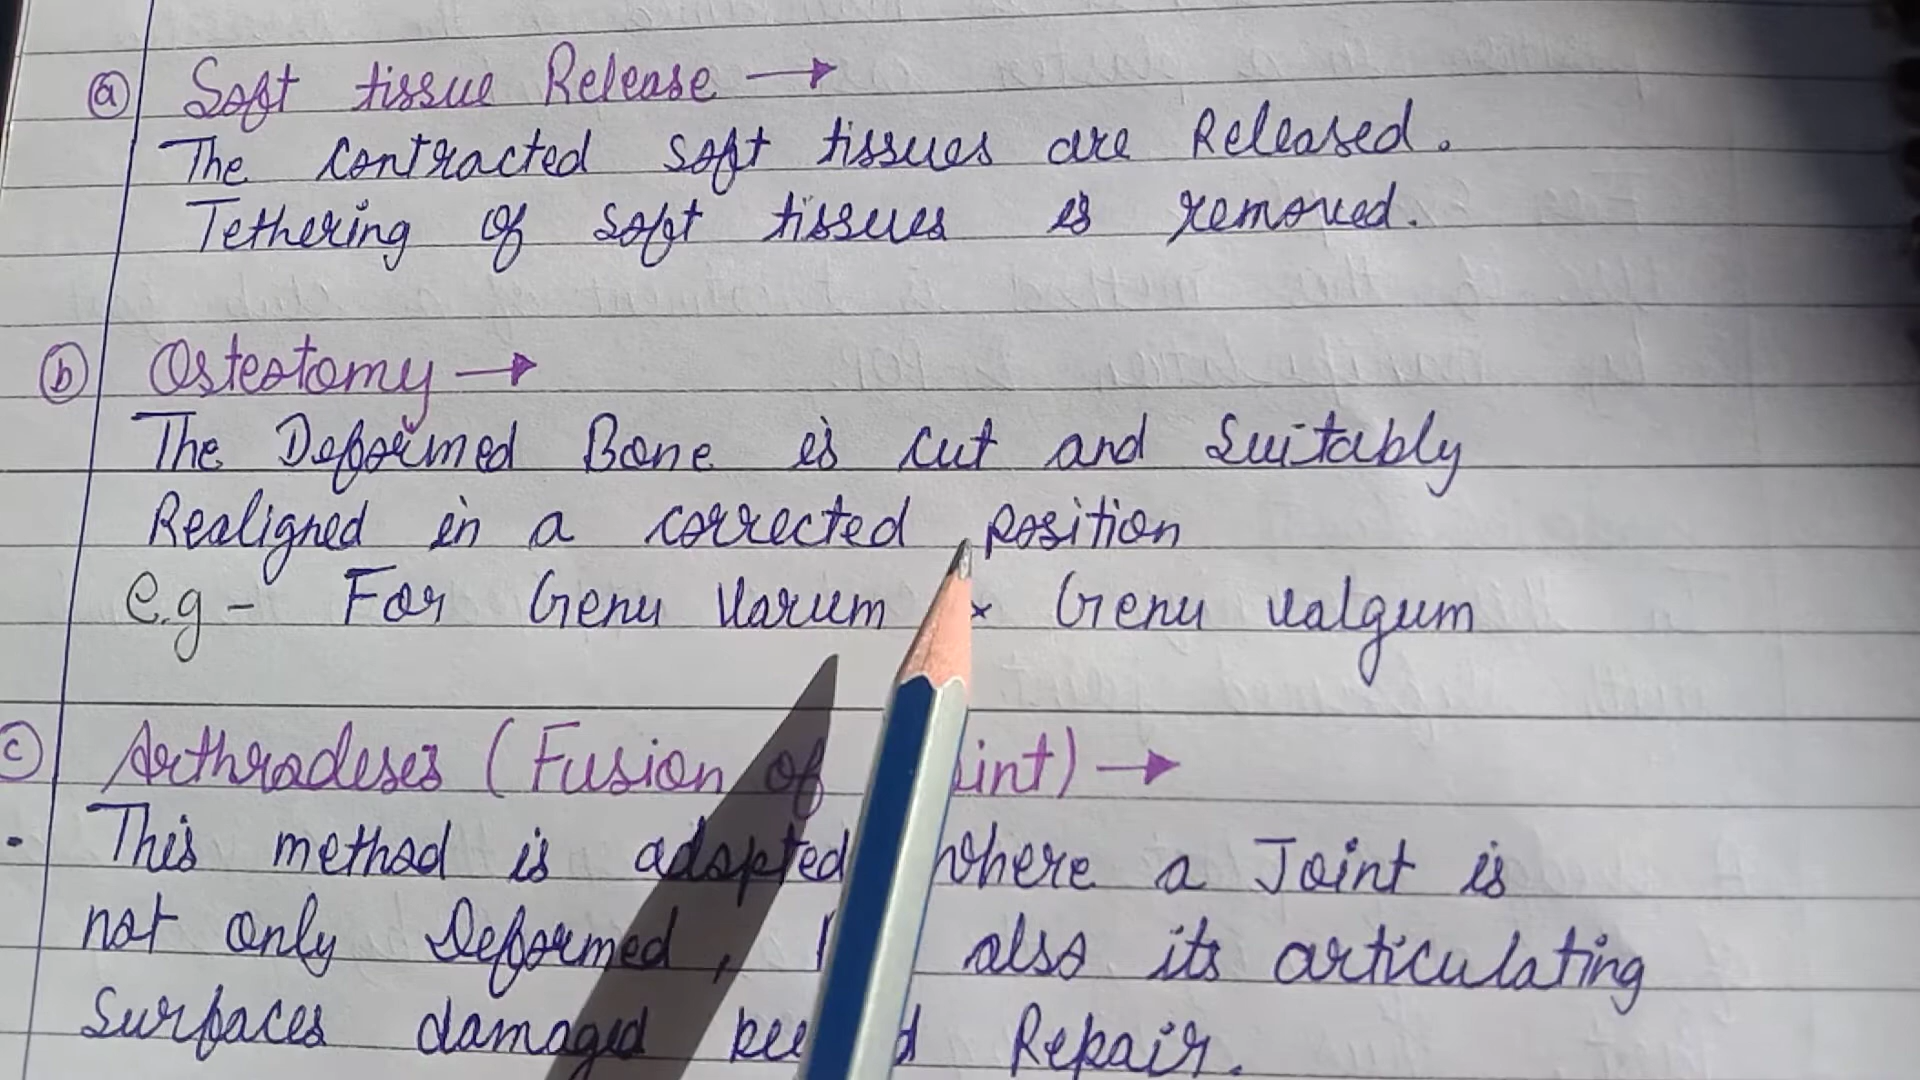 (a) Soft tissue Release →
The contracted soft tissues are Released.
Tethering of soft tissues is removed.
(b) Osteotomy →
The Deformed Bone is cut and Suitably
Realigned in a corrected position
e.g - For Genu Varum Genu valgum
(c) Arthrodeses (Fusion of →
• This method is adopted where a Joint is
not only Deformed, also its articulating
Surfaces damaged Repair.